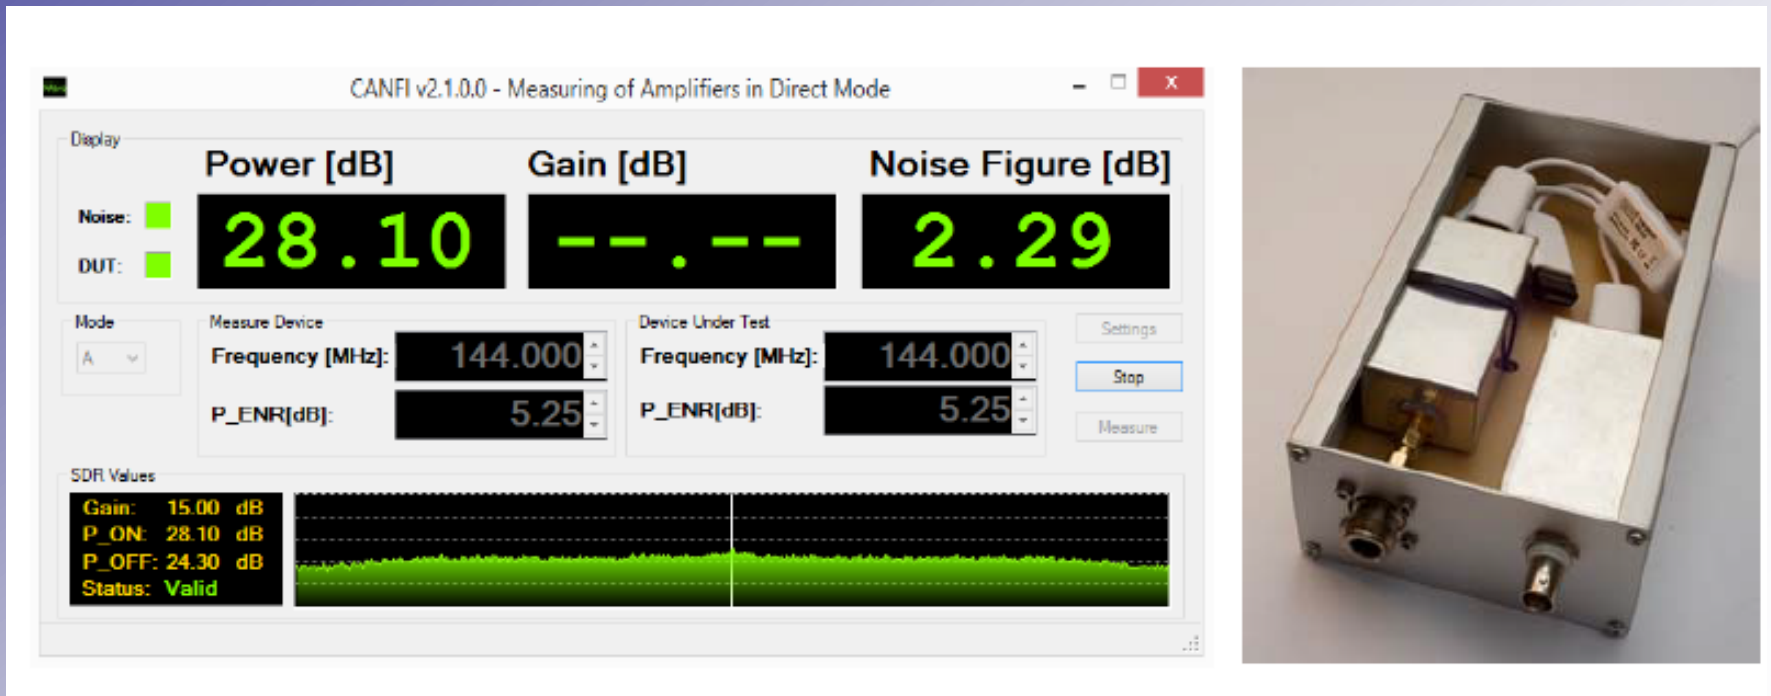 CANFI v2.1.0.0 - Measuring of Amplifiers in Direct Mode
X
Display
Power [dB] Gain [dB] Noise Figure [dB]
Noise:
DUT:
28.10 --.-- 2.29
Mode
A
Measure Device
Frequency [MHz]: 144.000
P_ENR[dB]: 5.25
Device Under Test
Frequency [MHz]: 144.000
P_ENR[dB]: 5.25
Settings
Stop
Measure
SDR Values
Gain: 15.00 dB
P_ON: 28.10 dB
P_OFF: 24.30 dB
Status: Valid